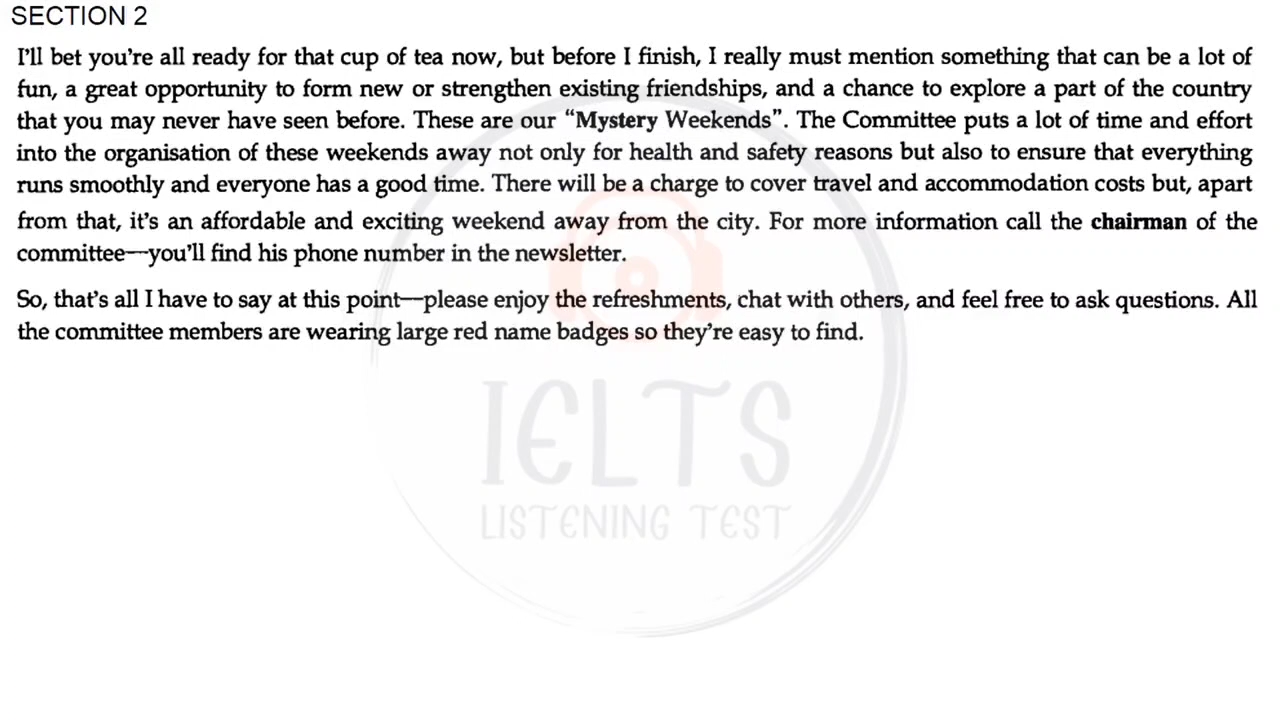 SECTION 2
I'll bet you're all ready for that cup of tea now, but before I finish, I really must mention something that can be a lot of
fun, a great opportunity to form new or strengthen existing friendships, and a chance to explore a part of the country
that you may never have seen before. These are our “Mystery Weekends”. The Committee puts a lot of time and effort
into the organisation of these weekends away not only for health and safety reasons but also to ensure that everything
runs smoothly and everyone has a good time. There will be a charge to cover travel and accommodation costs but, apart
from that, it's an affordable and exciting weekend away from the city. For more information call the chairman of the
committee—you'll find his phone number in the newsletter.
So, that's all I have to say at this point—please enjoy the refreshments, chat with others, and feel free to ask questions. All
the committee members are wearing large red name badges so they're easy to find.
IELTS
LISTENING TEST